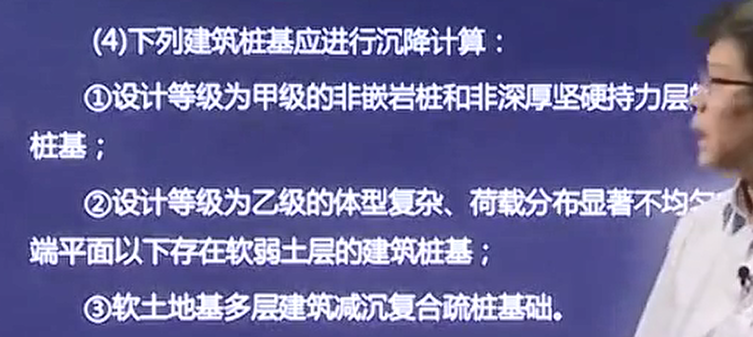 (4)下列建筑桩基应进行沉降计算：
①设计等级为甲级的非嵌岩桩和非深厚坚硬持力层
桩基；
②设计等级为乙级的体型复杂、荷载分布显著不均匀
端平面以下存在软弱土层的建筑桩基；
③软土地基多层建筑减沉复合疏桩基础。